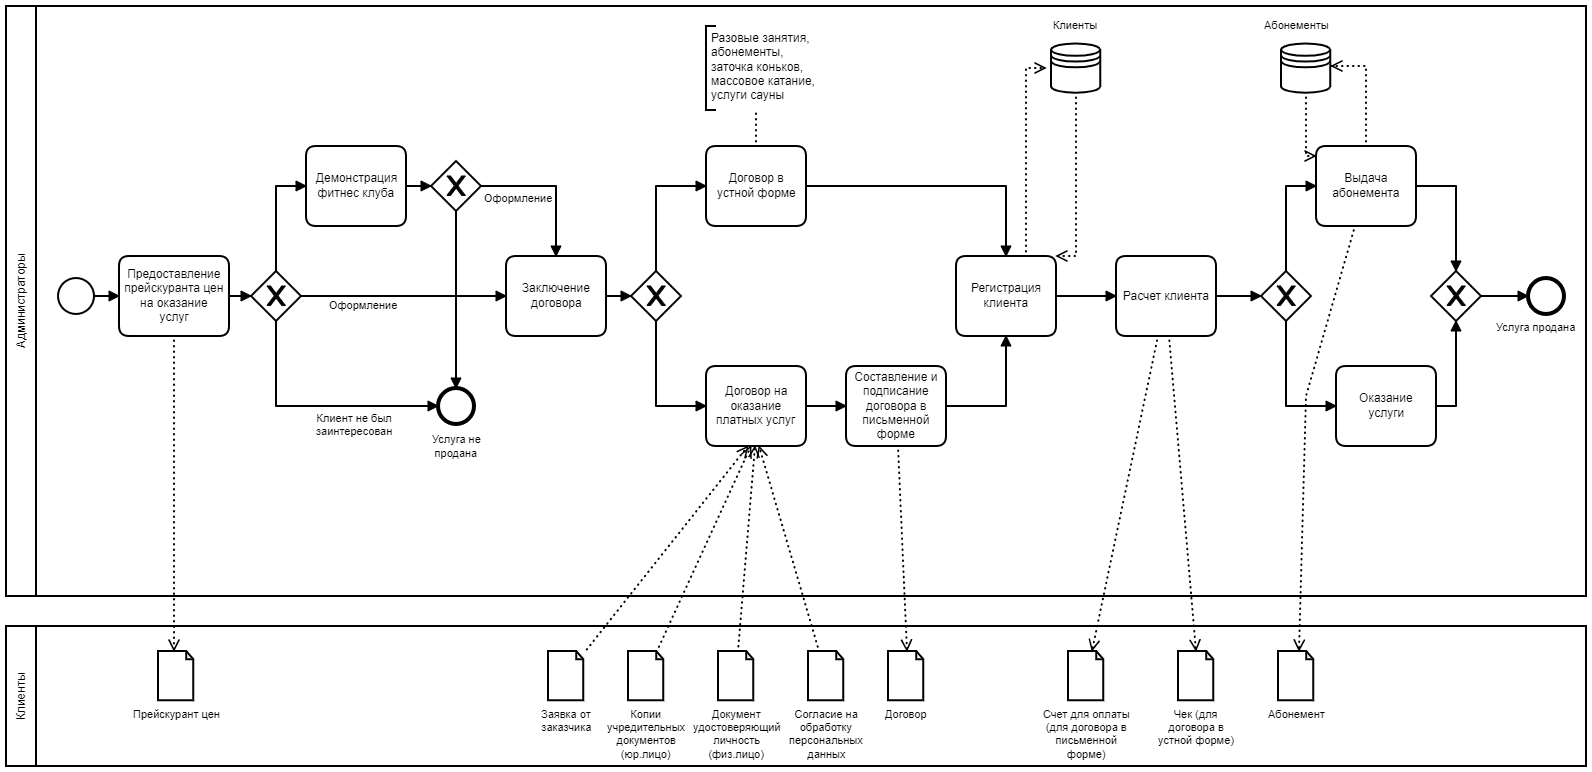 Администраторы
Клиенты
Абонементы
Разовые занятия,
абонементы,
заточка коньков,
массовое катание,
услуги сауны
Демонстрация
фитнес клуба
Оформление
Договор в
устной форме
Выдача
абонемента
Предоставление
прейскуранта цен
на оказание
услуг
Оформление
Заключение
договора
Регистрация
клиента
Расчет клиента
Услуга продана
Клиент не был
заинтересован
Услуга не
продана
Договор на
оказание
платных услуг
Составление и
подписание
договора в
письменной
форме
Оказание
услуги
Клиенты
Прейскурант цен
Заявка от
заказчика
Копии
учредительных
документов
(юр.лицо)
Документ
удостоверяющий
личность
(физ.лицо)
Согласие на
обработку
персональных
данных
Договор
Счет для оплаты
(для договора в
письменной
форме)
Чек (для
договора в
устной форме)
Абонемент